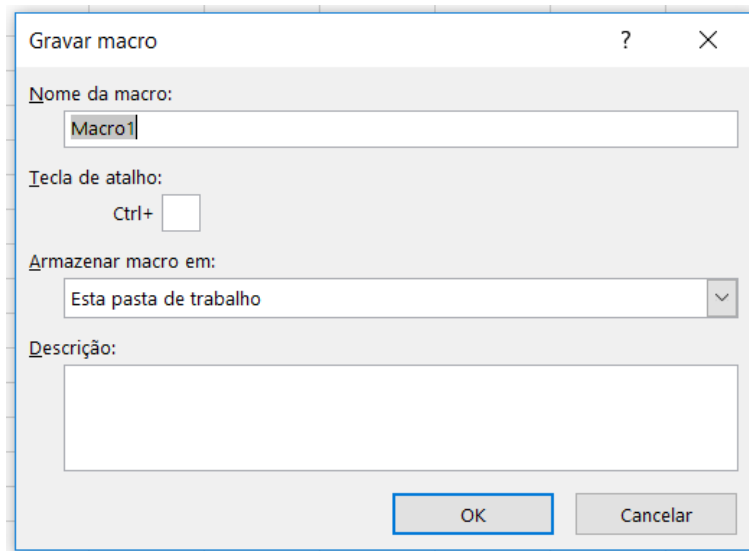 Gravar macro ? ×
Nome da macro:
Macro1
Tecla de atalho:
Ctrl+
Armazenar macro em:
Esta pasta de trabalho
Descrição:
OK Cancelar